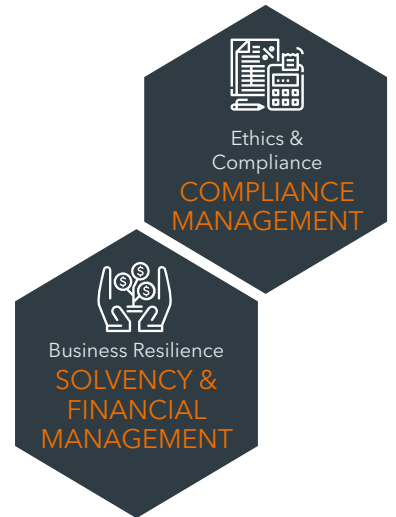 Ethics &
Compliance
COMPLIANCE
MANAGEMENT
Business Resilience
SOLVENCY &
FINANCIAL
MANAGEMENT